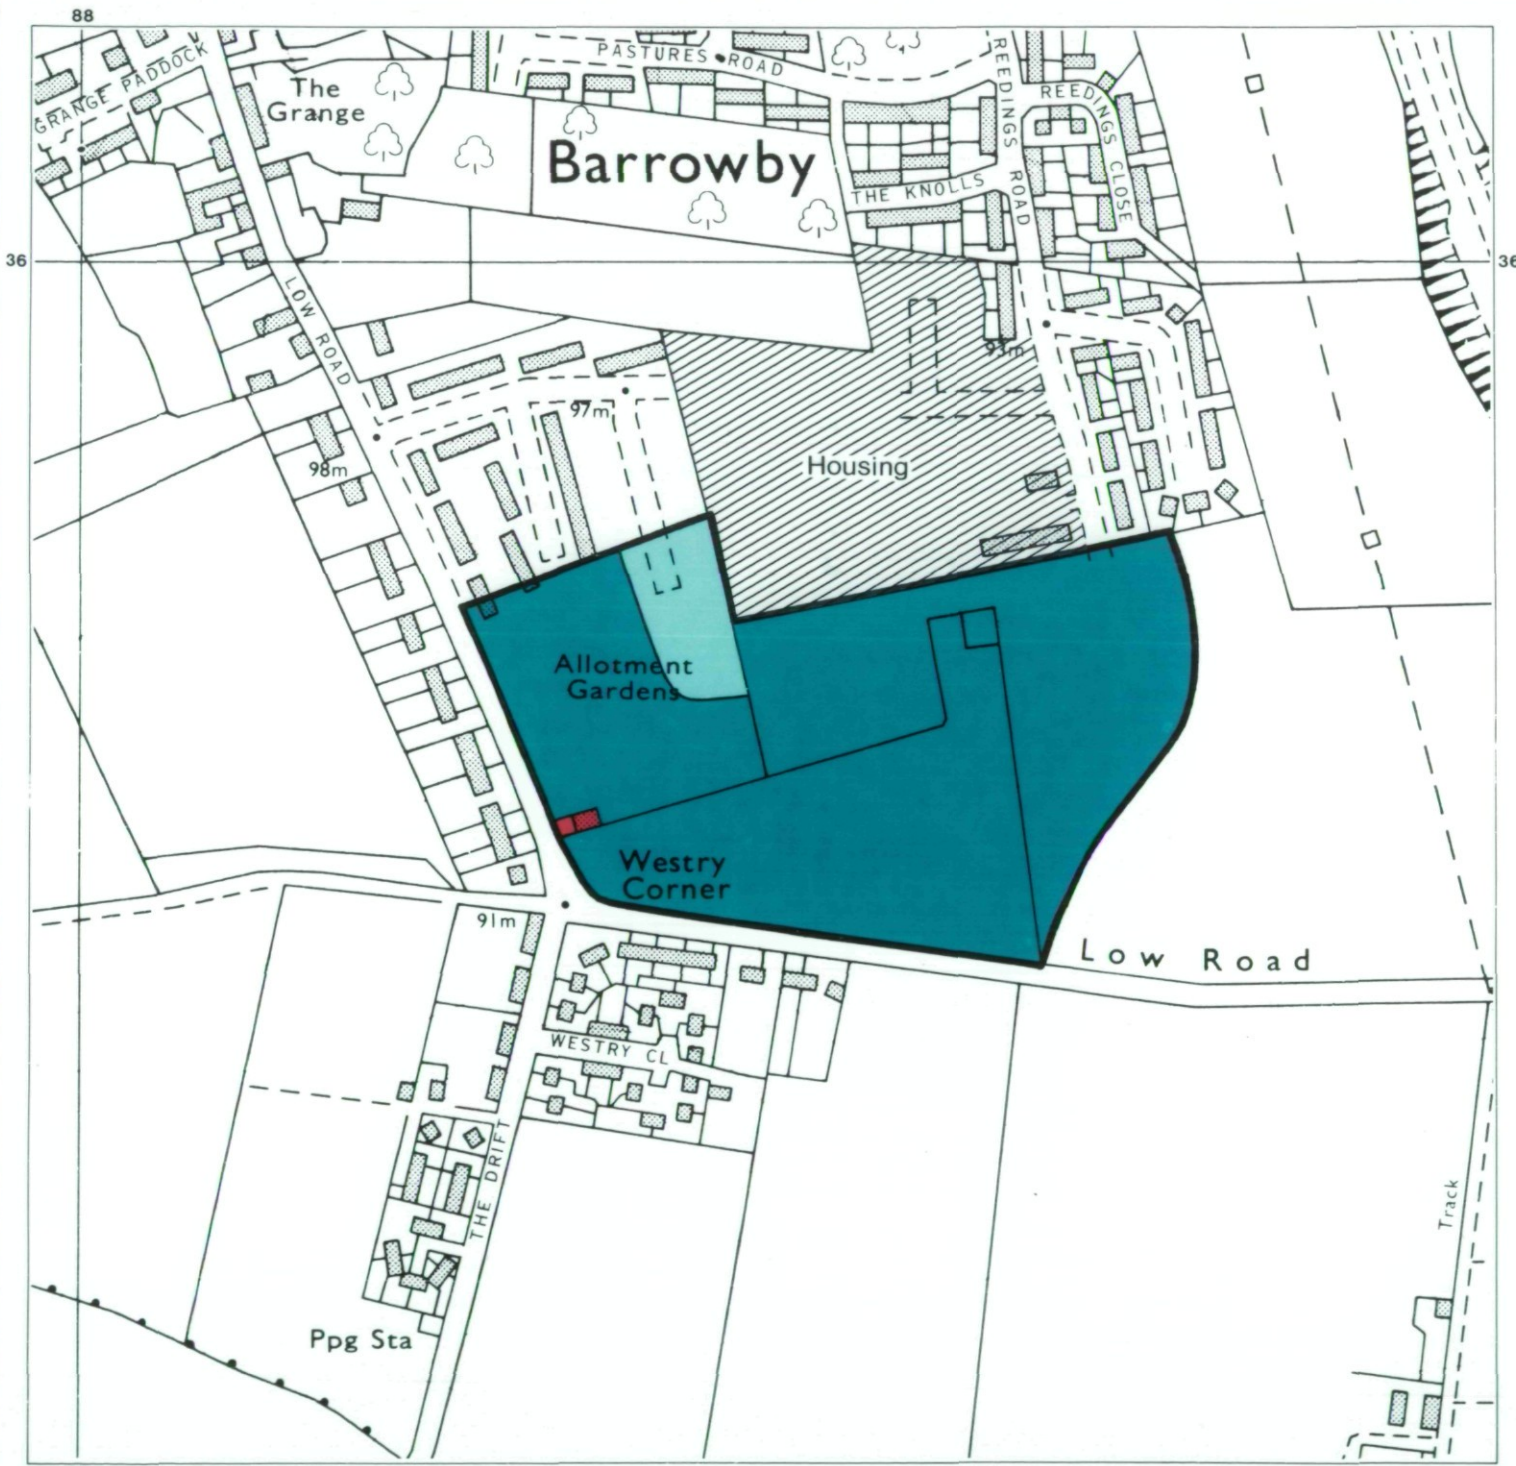 88
GRANGE PADDOCK
The
Grange
PASTURES ROAD
REEDINGS ROAD
REEDINGS CLOSE
Barrowby
THE KNOLLS
36
36
LOW ROAD
93m
97m
98m
Housing
Allotment
Gardens
Westry
Corner
91m
Low Road
WESTRY CL
THE DRIFT
Track
Ppg Sta